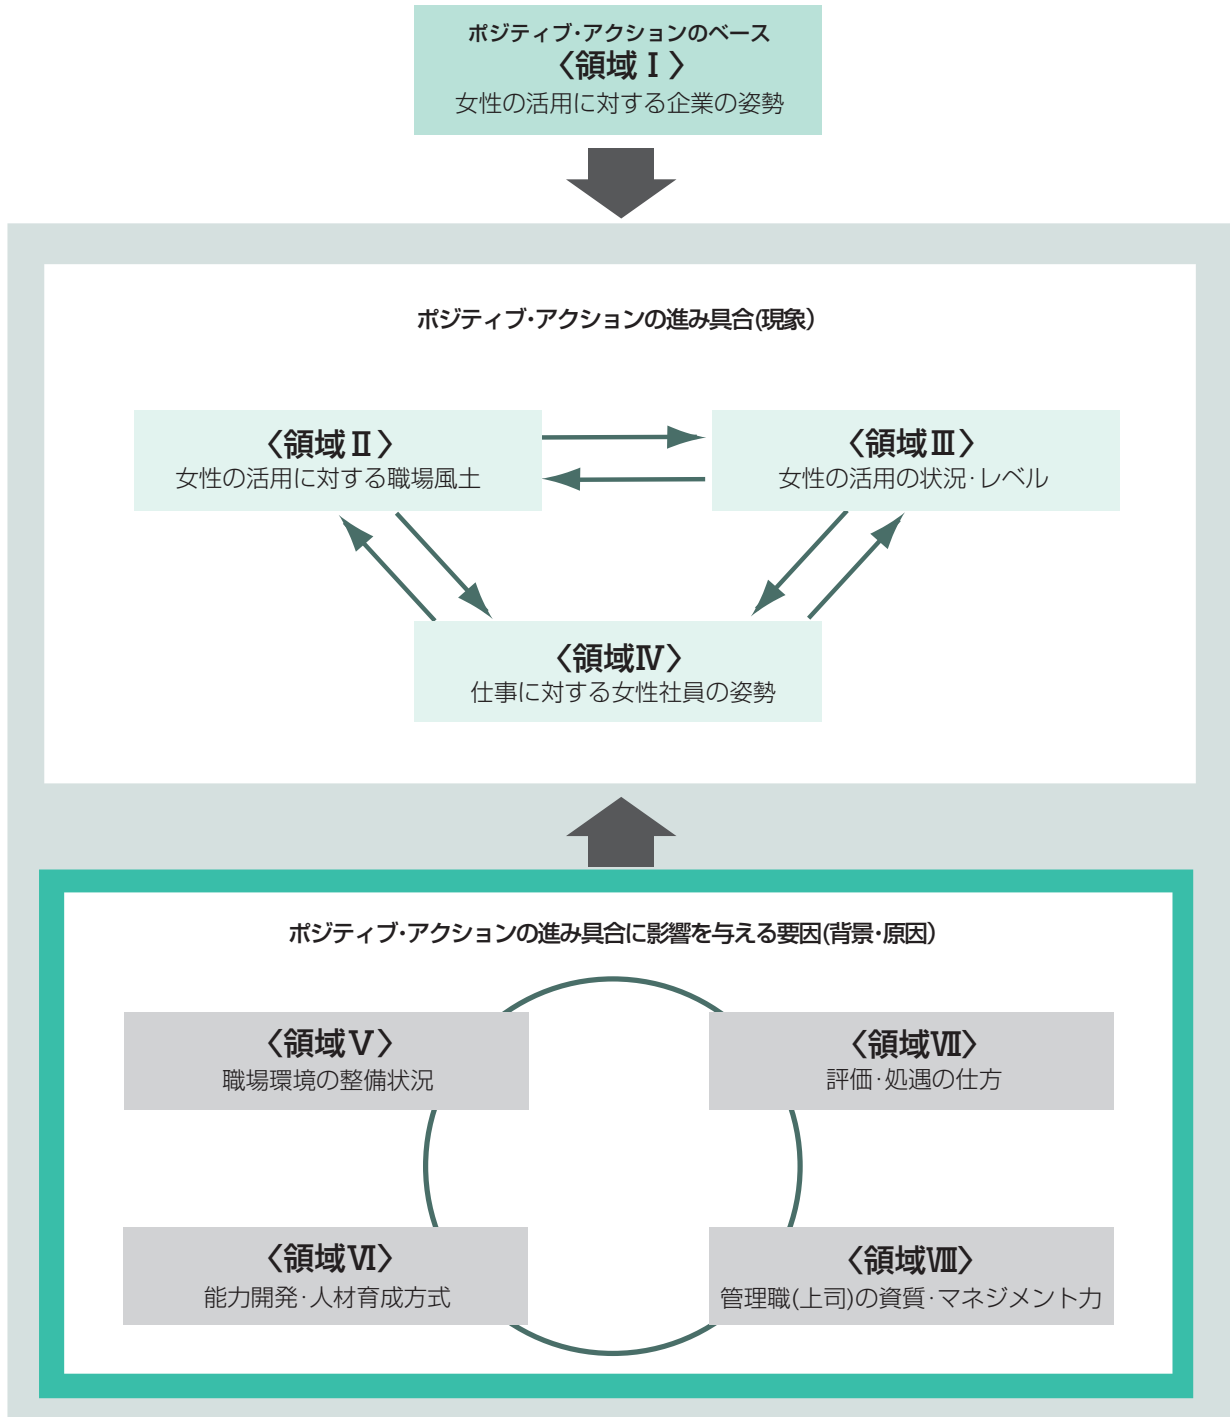 ポジティブ・アクションのベース
〈領域Ⅰ〉
女性の活用に対する企業の姿勢
ポジティブ・アクションの進み具合(現象)
〈領域Ⅱ〉
女性の活用に対する職場風土
〈領域Ⅲ〉
女性の活用の状況・レベル
〈領域Ⅳ〉
仕事に対する女性社員の姿勢
ポジティブ・アクションの進み具合に影響を与える要因(背景・原因)
〈領域Ⅴ〉
職場環境の整備状況
〈領域Ⅶ〉
評価・処遇の仕方
〈領域Ⅵ〉
能力開発・人材育成方式
〈領域Ⅷ〉
管理職(上司)の資質・マネジメント力